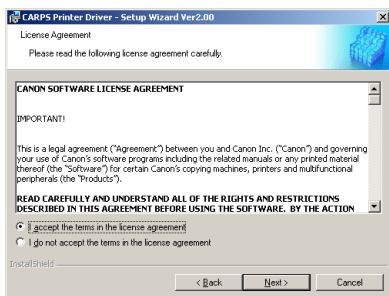 CARPS Printer Driver - Setup Wizard Ver2.00
License Agreement
Please read the following license agreement carefully.
CANON SOFTWARE LICENSE AGREEMENT
IMPORTANT!
This is a legal agreement ("Agreement") between you and Canon Inc. ("Canon") and governing
your use of Canon's software programs including the related manuals or any printed material
thereof (the "Software") for certain Canon's copying machines, printers and multifunctional
peripherals (the "Products").
READ CAREFULLY AND UNDERSTAND ALL OF THE RIGHTS AND RESTRICTIONS
DESCRIBED IN THIS AGREEMENT BEFORE USING THE SOFTWARE. BY THE ACTION
I accept the terms in the license agreement
I do not accept the terms in the license agreement
InstallShield
< Back Next > Cancel